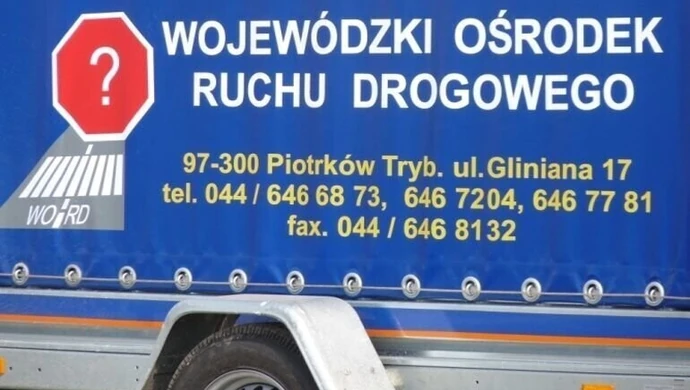 ?
WOJEWÓDZKI OŚRODEK
RUCHU DROGOWEGO
97-300 Piotrków Tryb. ul.Gliniana 17
tel. 044 / 646 68 73, 646 7204, 646 77 81
fax. 044 / 646 8132
WORD